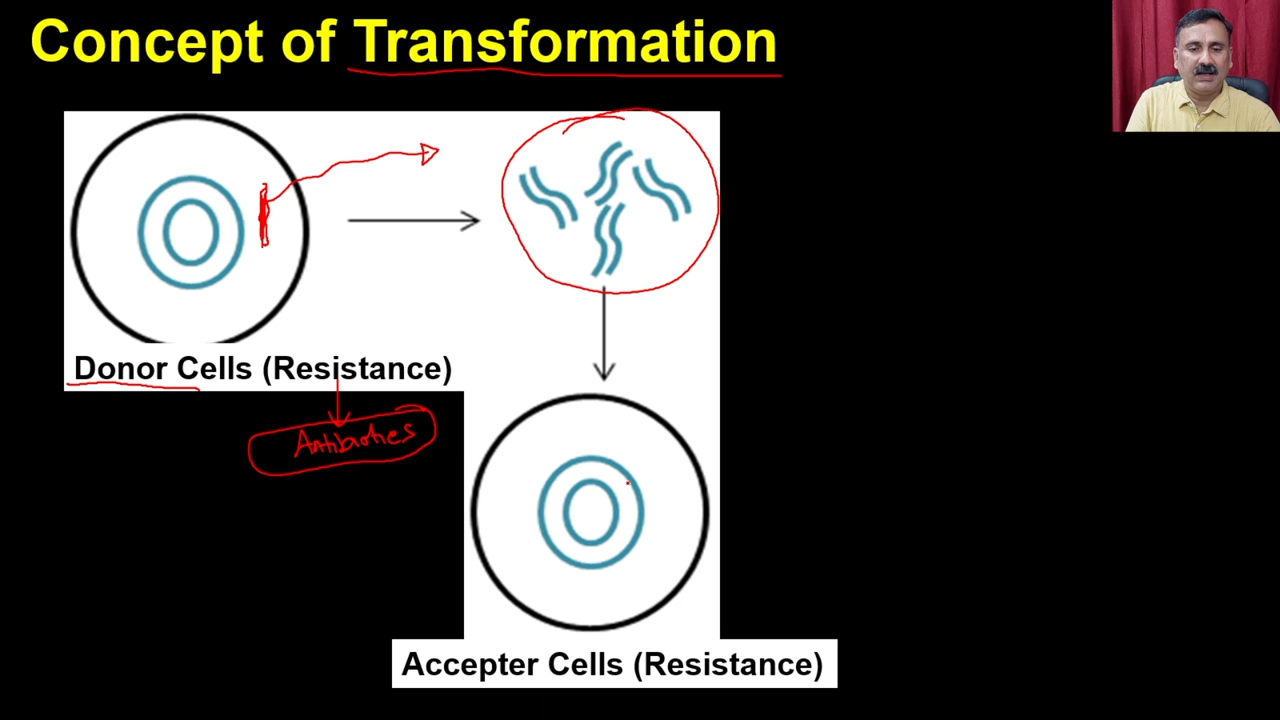 Concept of Transformation
Donor Cells (Resistance)
Antibiotics
Accepter Cells (Resistance)